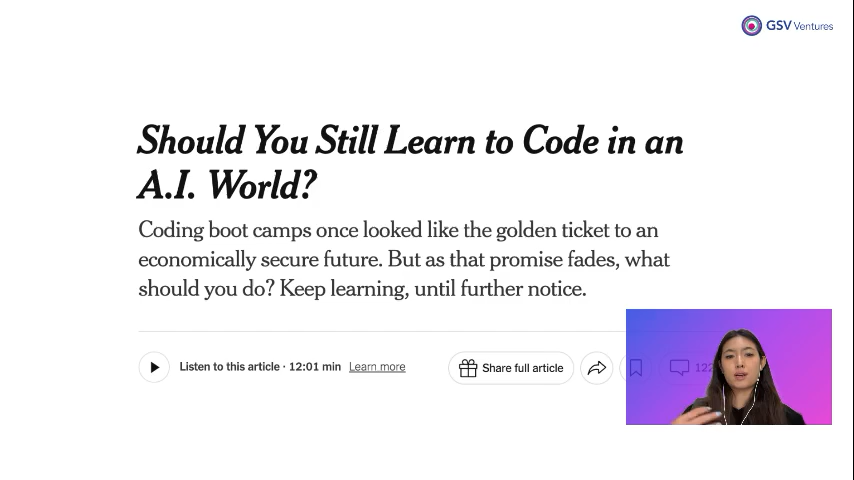 GSV Ventures
Should You Still Learn to Code in an
A.I. World?
Coding boot camps once looked like the golden ticket to an
economically secure future. But as that promise fades, what
should you do? Keep learning, until further notice.
Listen to this article · 12:01 min Learn more
Share full article